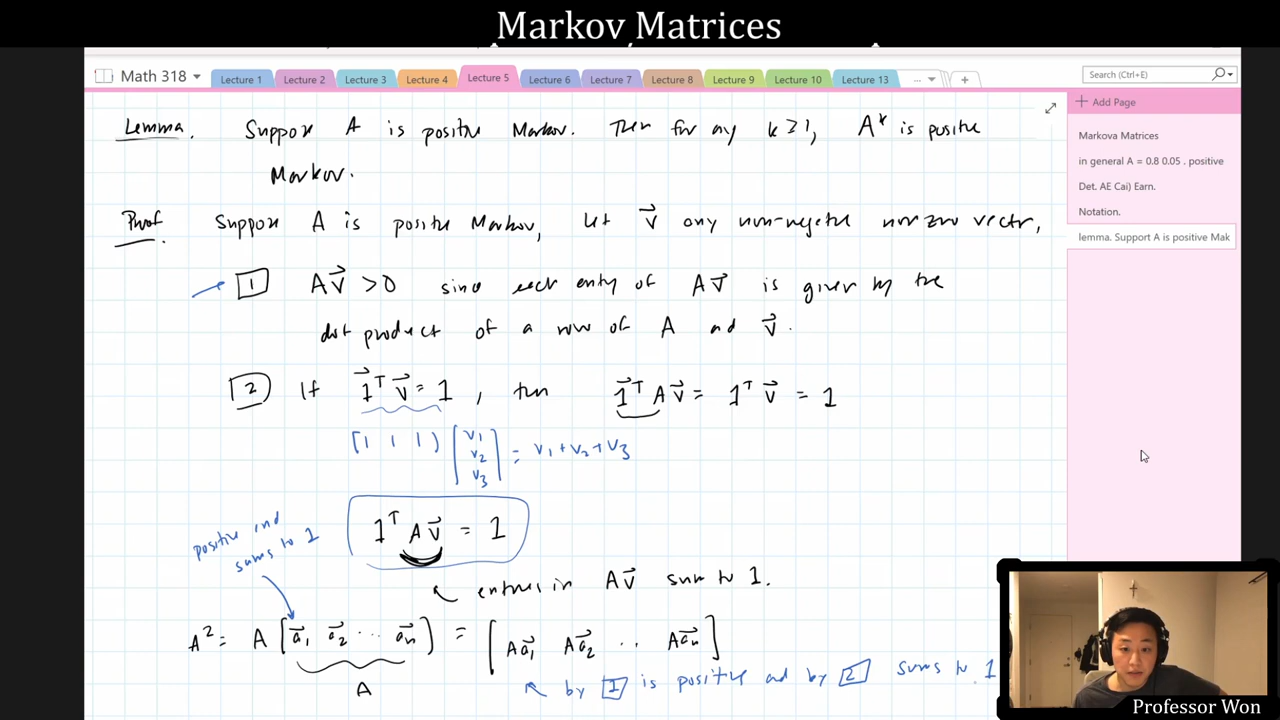 Markov Matrices
Math 318
Lecture 1
Lecture 2
Lecture 3
Lecture 4
Lecture 5
Lecture 6
Lecture 7
Lecture 8
Lecture 9
Lecture 10
Lecture 13
...
Search (Ctrl+E)
Add Page
Markova Matrices
in general A = 0.8 0.05 . positive
Det. AE Cai) Earn.
Notation.
lemma. Support A is positive Mak
Lemma. Suppose A is positive Markov. Then for any k ≥ 1, A^k is positive
Markov.
Proof. Suppose A is positive Markov, Let v⃗ any non-negative nonzero vector,
1 Av⃗ > 0 since each entry of Av⃗ is given by the
dot product of a row of A and v⃗.
2 If 1⃗^T v⃗ = 1, then 1⃗^T Av⃗ = 1^T v⃗ = 1
[1 1 1) [v1 v2 v3] = v1 + v2 + v3
positive and
sums to 1
1^T Av⃗ = 1
entries in Av⃗ sum to 1.
A^2 = A [a⃗1 a⃗2 ... a⃗n] = [Aa⃗1 Aa⃗2 .. Aa⃗n]
A
by 1 is positive and by 2 sums to 1
Professor Won